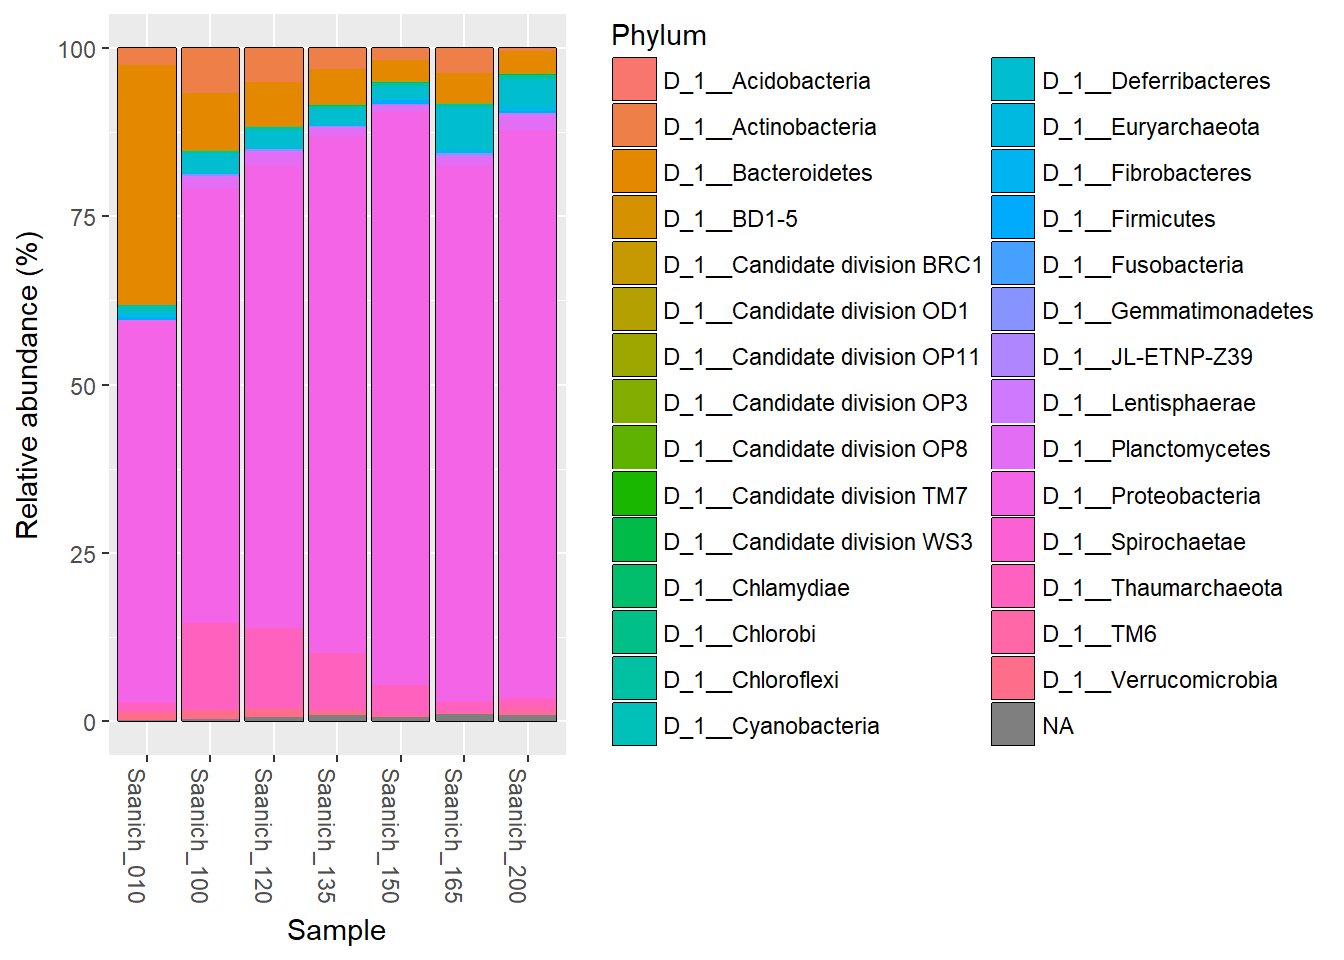 Phylum
100
75
50
25
0
Relative abundance (%)
Saanich_010
Saanich_100
Saanich_120
Saanich_135
Saanich_150
Saanich_165
Saanich_200
Sample
D_1__Acidobacteria
D_1__Actinobacteria
D_1__Bacteroidetes
D_1__BD1-5
D_1__Candidate division BRC1
D_1__Candidate division OD1
D_1__Candidate division OP11
D_1__Candidate division OP3
D_1__Candidate division OP8
D_1__Candidate division TM7
D_1__Candidate division WS3
D_1__Chlamydiae
D_1__Chlorobi
D_1__Chloroflexi
D_1__Cyanobacteria
D_1__Deferribacteres
D_1__Euryarchaeota
D_1__Fibrobacteres
D_1__Firmicutes
D_1__Fusobacteria
D_1__Gemmatimonadetes
D_1__JL-ETNP-Z39
D_1__Lentisphaerae
D_1__Planctomycetes
D_1__Proteobacteria
D_1__Spirochaetae
D_1__Thaumarchaeota
D_1__TM6
D_1__Verrucomicrobia
NA